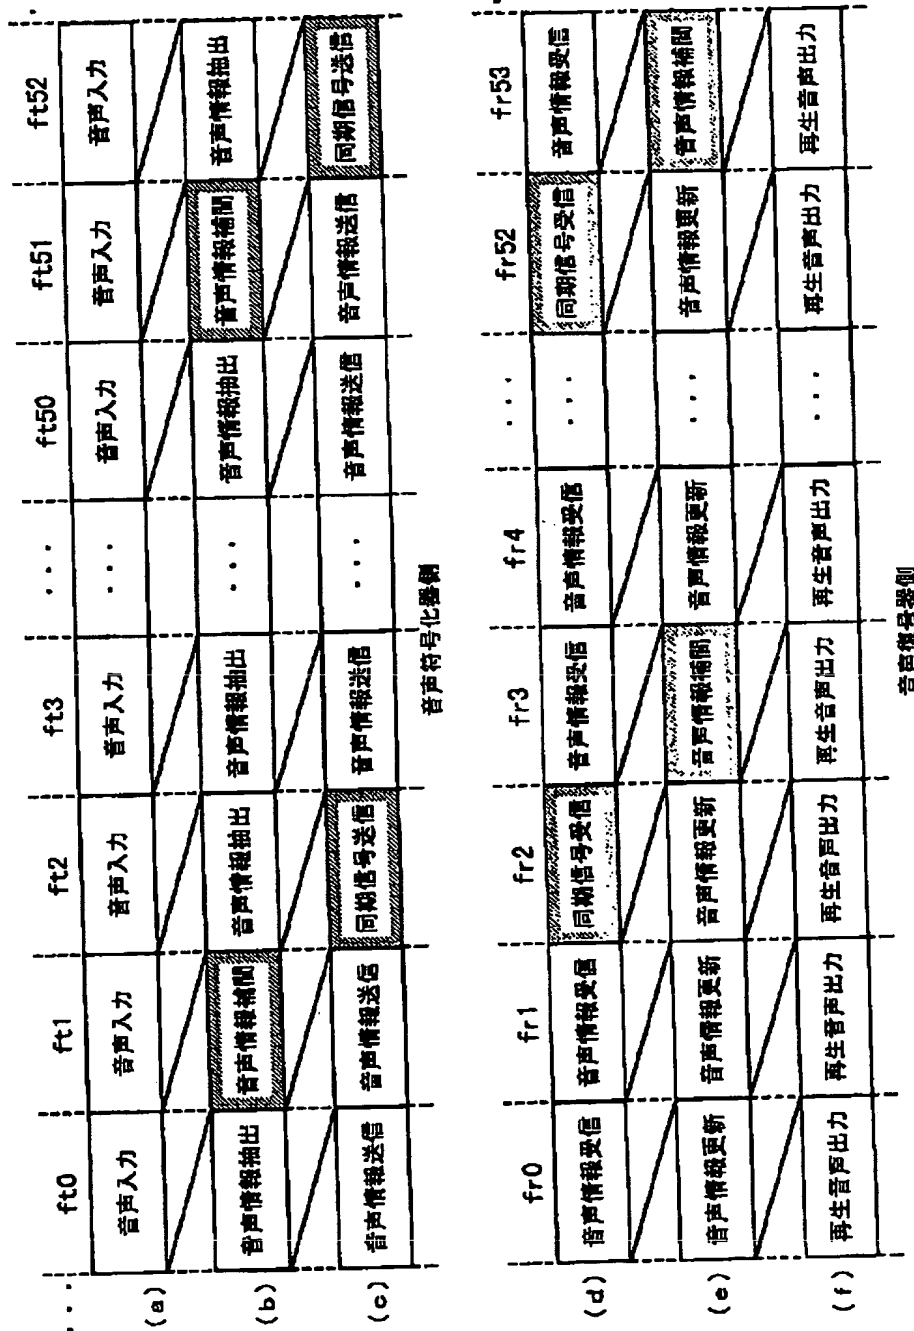 ... ft0 ft1 ft2 ft3 ... ft50 ft51 ft52 ...
(a) 音声入力 音声入力 音声入力 音声入力 ... 音声入力 音声入力 音声入力
(b) 音声情報抽出 音声情報補間 音声情報抽出 音声情報抽出 ... 音声情報抽出 音声情報補間 音声情報抽出
(c) 音声情報送信 音声情報送信 同期信号送信 音声情報送信 ... 音声情報送信 音声情報送信 同期信号送信
音声符号化器側
fr0 fr1 fr2 fr3 fr4 ... fr52 fr53 ...
(d) 音声情報受信 音声情報受信 同期信号受信 音声情報受信 音声情報受信 ... 同期信号受信 音声情報受信
(e) 音声情報更新 音声情報更新 音声情報更新 音声情報補間 音声情報更新 ... 音声情報更新 音声情報補間
(f) 再生音声出力 再生音声出力 再生音声出力 再生音声出力 再生音声出力 ... 再生音声出力 再生音声出力
音声復号器側